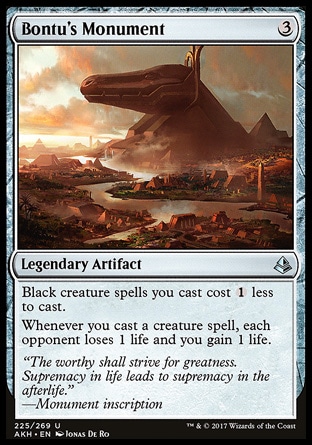 Bontu's Monument 3
Legendary Artifact
Black creature spells you cast cost 1 less
to cast.
Whenever you cast a creature spell, each
opponent loses 1 life and you gain 1 life.
"The worthy shall strive for greatness.
Supremacy in life leads to supremacy in the
afterlife."
—Monument inscription
225/269 U
AKH • EN Jonas De Ro
™ & © 2017 Wizards of the Coast